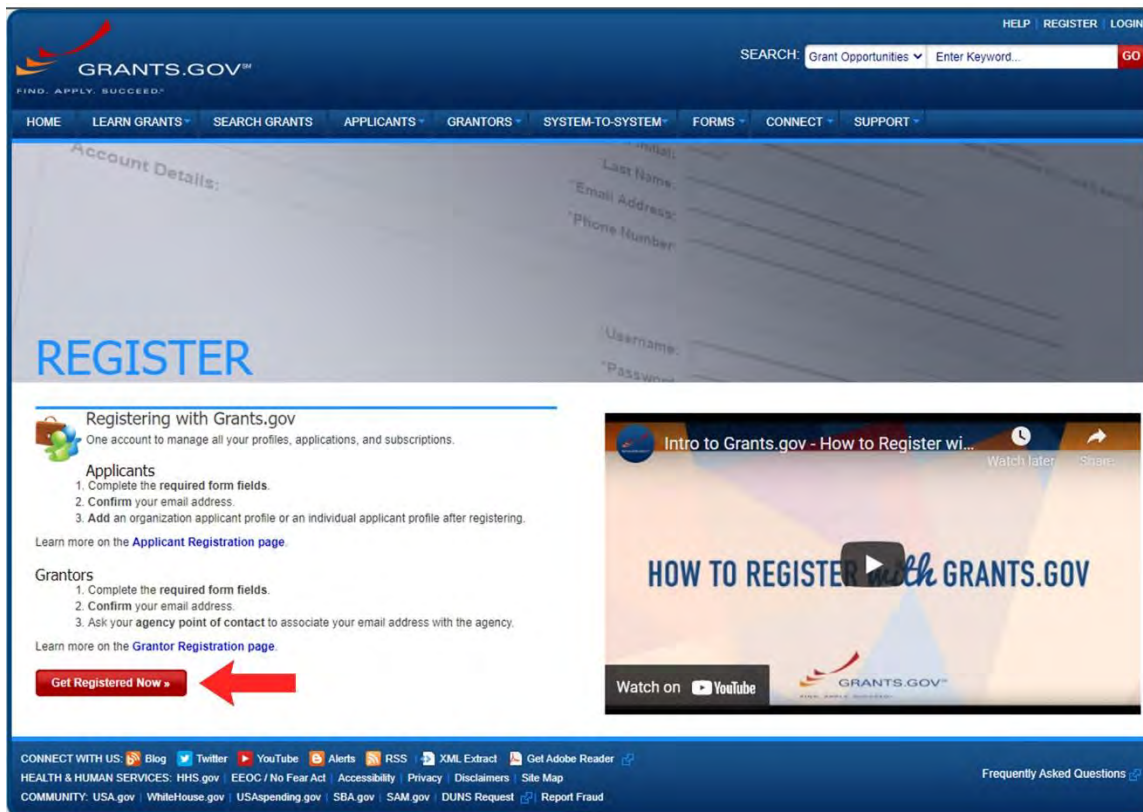 HELP | REGISTER | LOGIN
SEARCH: Grant Opportunities Enter Keyword... GO
GRANTS.GOV℠
FIND. APPLY. SUCCEED.℠
HOME LEARN GRANTS SEARCH GRANTS APPLICANTS GRANTORS SYSTEM-TO-SYSTEM FORMS CONNECT SUPPORT
Account Details:
Initial:
Last Name:
*Email Address:
*Phone Number:
Username:
*Password
REGISTER
Registering with Grants.gov
One account to manage all your profiles, applications, and subscriptions.
Applicants
1. Complete the required form fields.
2. Confirm your email address.
3. Add an organization applicant profile or an individual applicant profile after registering.
Learn more on the Applicant Registration page.
Grantors
1. Complete the required form fields.
2. Confirm your email address.
3. Ask your agency point of contact to associate your email address with the agency.
Learn more on the Grantor Registration page.
Get Registered Now »
Intro to Grants.gov - How to Register wi...
Watch later Share
HOW TO REGISTER with GRANTS.GOV
Watch on YouTube
GRANTS.GOV℠
FIND. APPLY. SUCCEED.
CONNECT WITH US: Blog | Twitter | YouTube | Alerts | RSS | XML Extract | Get Adobe Reader
HEALTH & HUMAN SERVICES: HHS.gov | EEOC / No Fear Act | Accessibility | Privacy | Disclaimers | Site Map
COMMUNITY: USA.gov | WhiteHouse.gov | USAspending.gov | SBA.gov | SAM.gov | DUNS Request | Report Fraud
Frequently Asked Questions